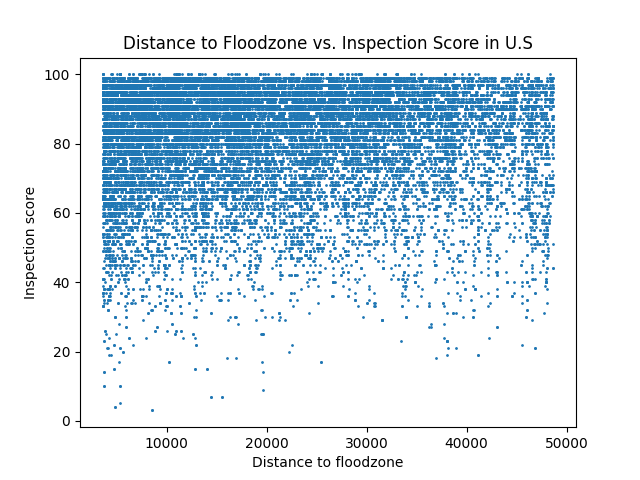 Distance to Floodzone vs. Inspection Score in U.S
100
80
60
40
20
0
Inspection score
10000 20000 30000 40000 50000
Distance to floodzone